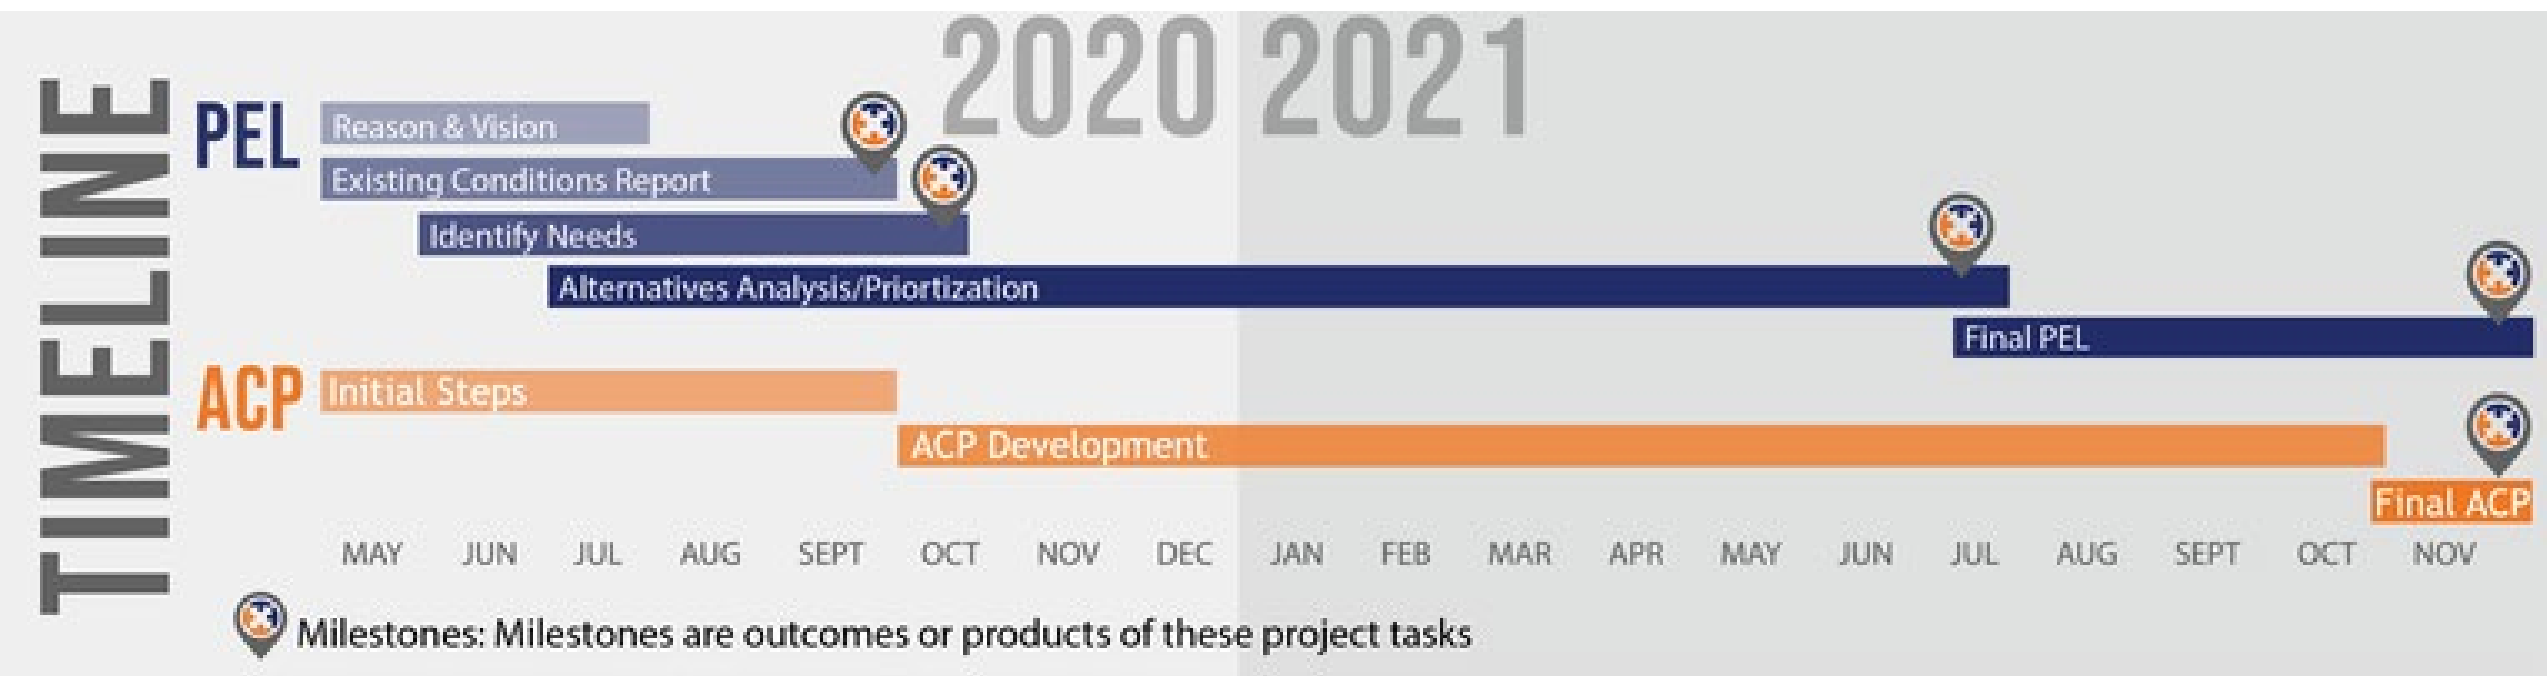 TIMELINE
2020 2021
PEL
Reason & Vision
Existing Conditions Report
Identify Needs
Alternatives Analysis/Priortization
Final PEL
ACP
Initial Steps
ACP Development
Final ACP
MAY JUN JUL AUG SEPT OCT NOV DEC JAN FEB MAR APR MAY JUN JUL AUG SEPT OCT NOV
Milestones: Milestones are outcomes or products of these project tasks